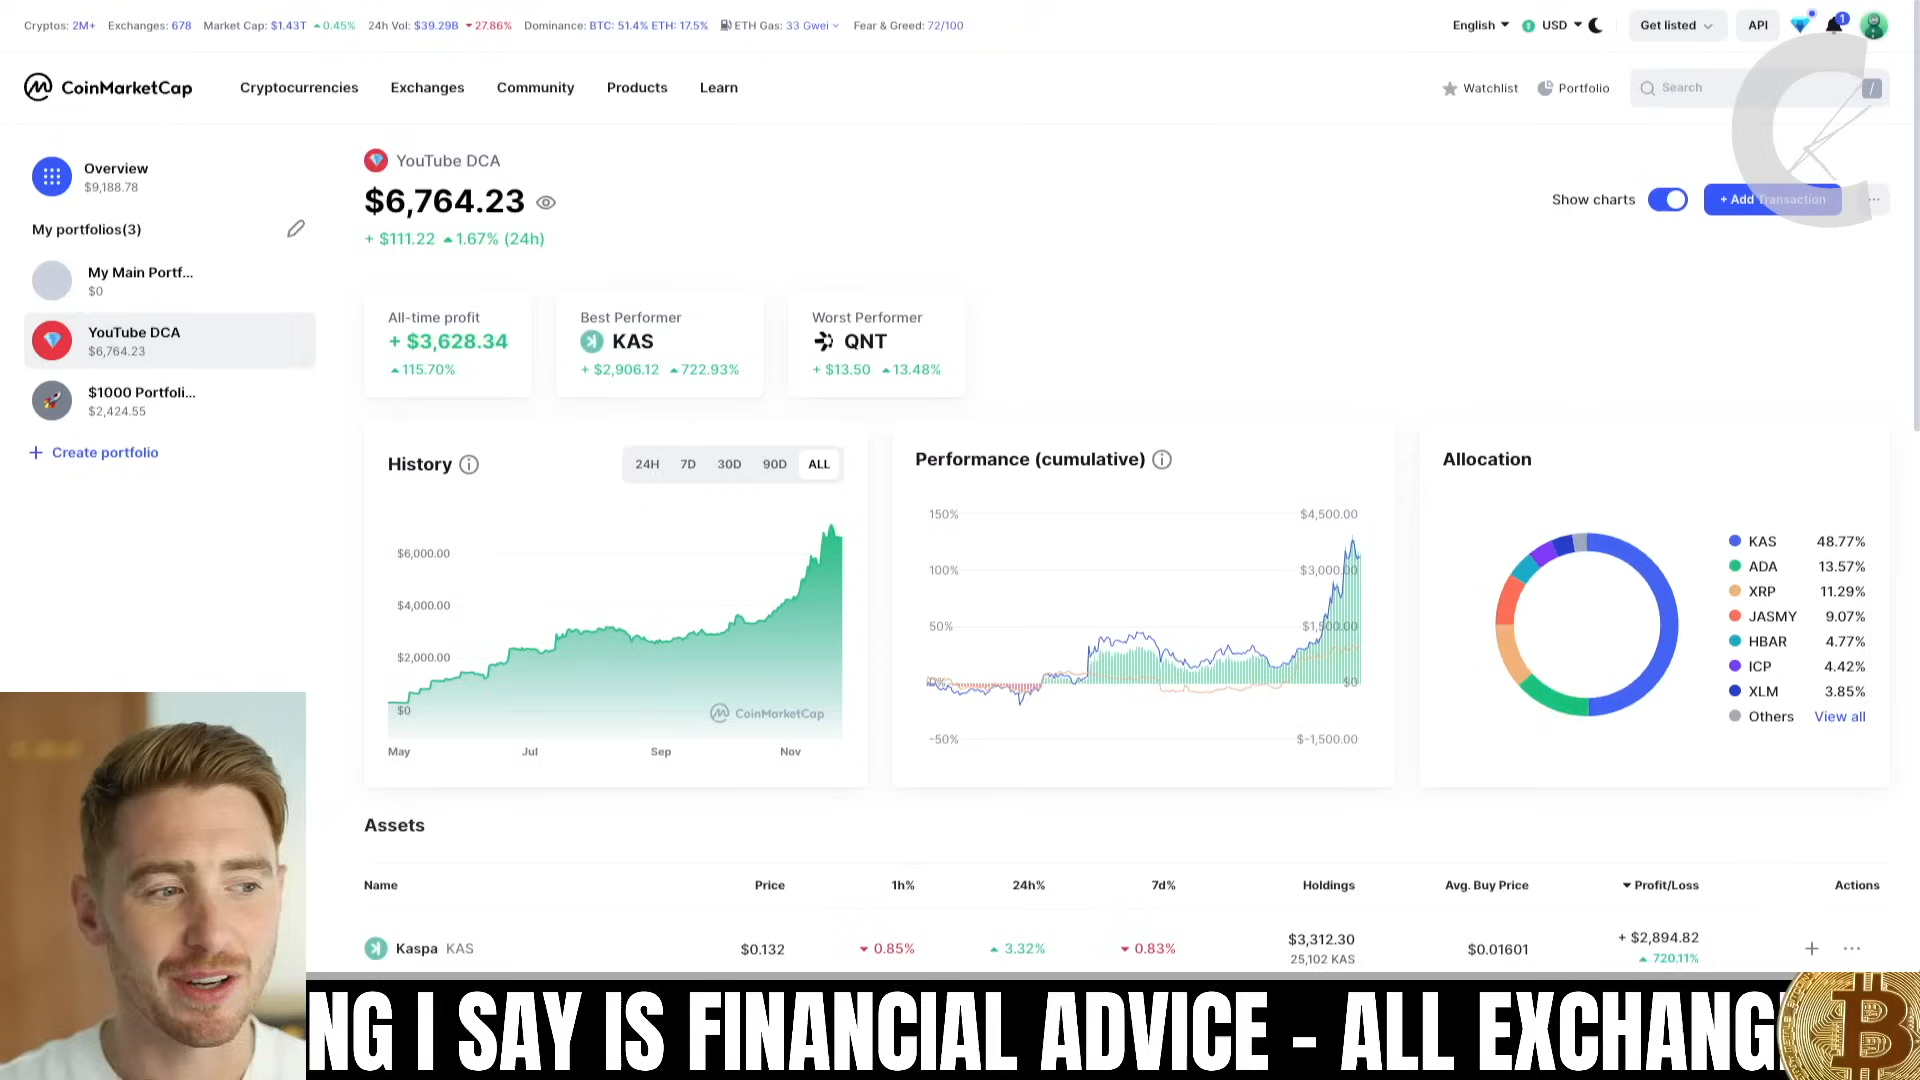 Cryptos: 2M+ Exchanges: 678 Market Cap: $1.43T 0.45% 24h Vol: $39.29B 27.86% Dominance: BTC: 51.4% ETH: 17.5% ETH Gas: 33 Gwei Fear & Greed: 72/100
English USD Get listed API 1
CoinMarketCap Cryptocurrencies Exchanges Community Products Learn
Watchlist Portfolio Search /
Overview
$9,188.78
My portfolios(3)
My Main Portf...
$0
YouTube DCA
$6,764.23
$1000 Portfoli...
$2,424.55
+ Create portfolio
YouTube DCA
$6,764.23
+ $111.22 1.67% (24h)
Show charts + Add Transaction ...
All-time profit
+ $3,628.34
115.70%
Best Performer
KAS
+ $2,906.12 722.93%
Worst Performer
QNT
+ $13.50 13.48%
History
24H 7D 30D 90D ALL
$6,000.00
$4,000.00
$2,000.00
$0
CoinMarketCap
May Jul Sep Nov
Performance (cumulative)
150% $4,500.00
100% $3,000.00
50% $1,500.00
0% $0
-50% $-1,500.00
Allocation
KAS 48.77%
ADA 13.57%
XRP 11.29%
JASMY 9.07%
HBAR 4.77%
ICP 4.42%
XLM 3.85%
Others View all
Assets
Name Price 1h% 24h% 7d% Holdings Avg. Buy Price Profit/Loss Actions
Kaspa KAS $0.132 0.85% 3.32% 0.83% $3,312.30 $0.01601 + $2,894.82
25,102 KAS 720.11%
NG I SAY IS FINANCIAL ADVICE - ALL EXCHANG